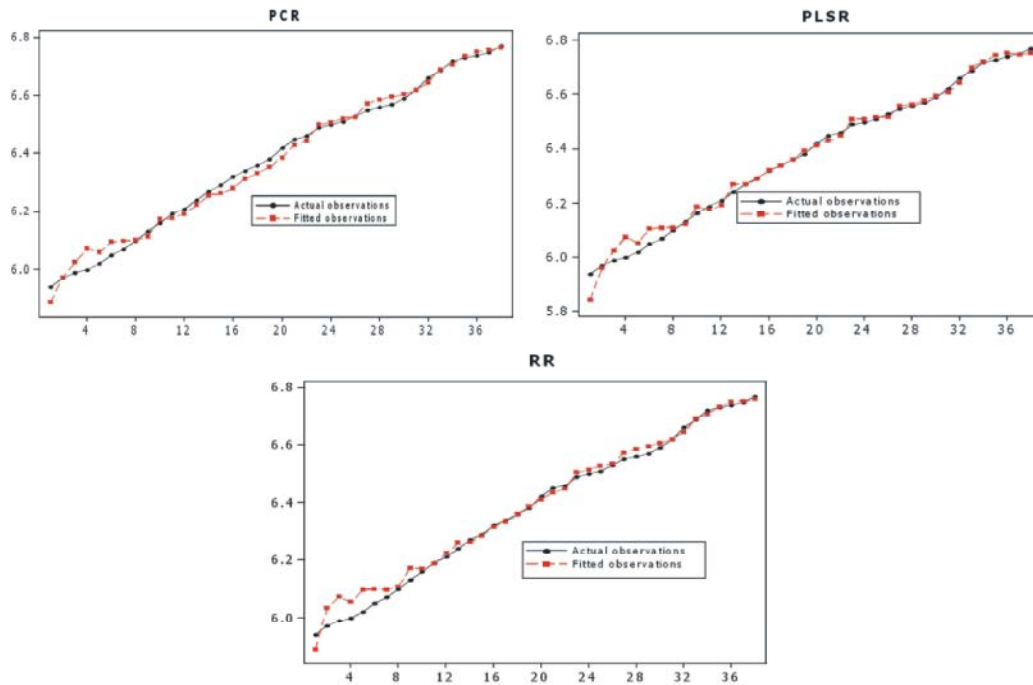 PCR
6.8
6.6
6.4
6.2
6.0
Actual observations
Fitted observations
4 8 12 16 20 24 28 32 36
PLSR
6.8
6.6
6.4
6.2
6.0
5.8
Actual observations
Fitted observations
4 8 12 16 20 24 28 32 36
RR
6.8
6.6
6.4
6.2
6.0
Actual observations
Fitted observations
4 8 12 16 20 24 28 32 36